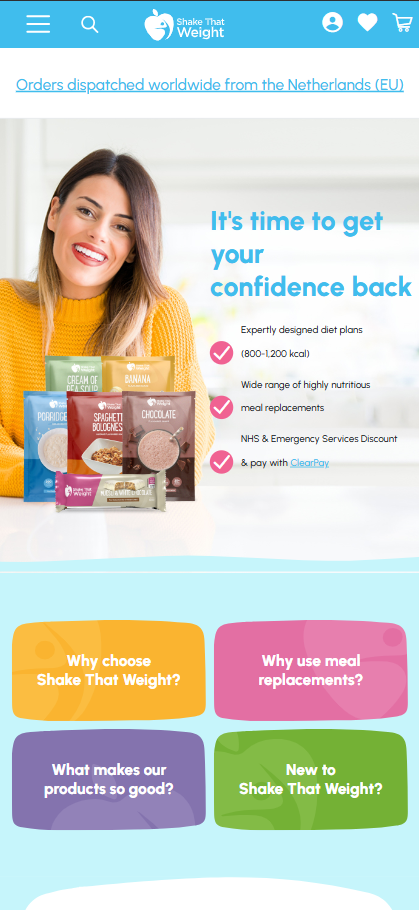 Shake That
Weight
Orders dispatched worldwide from the Netherlands (EU)
It's time to get
your
confidence back
Expertly designed diet plans
(800-1,200 kcal)
Wide range of highly nutritious
meal replacements
NHS & Emergency Services Discount
& pay with ClearPay
CREAM OF
PEA SOUP
BANANA
PORRIDGE
SPAGHETTI
BOLOGNES
CHOCOLATE
SHAKE THAT
WEIGHT
Why choose
Shake That Weight?
Why use meal
replacements?
What makes our
products so good?
New to
Shake That Weight?